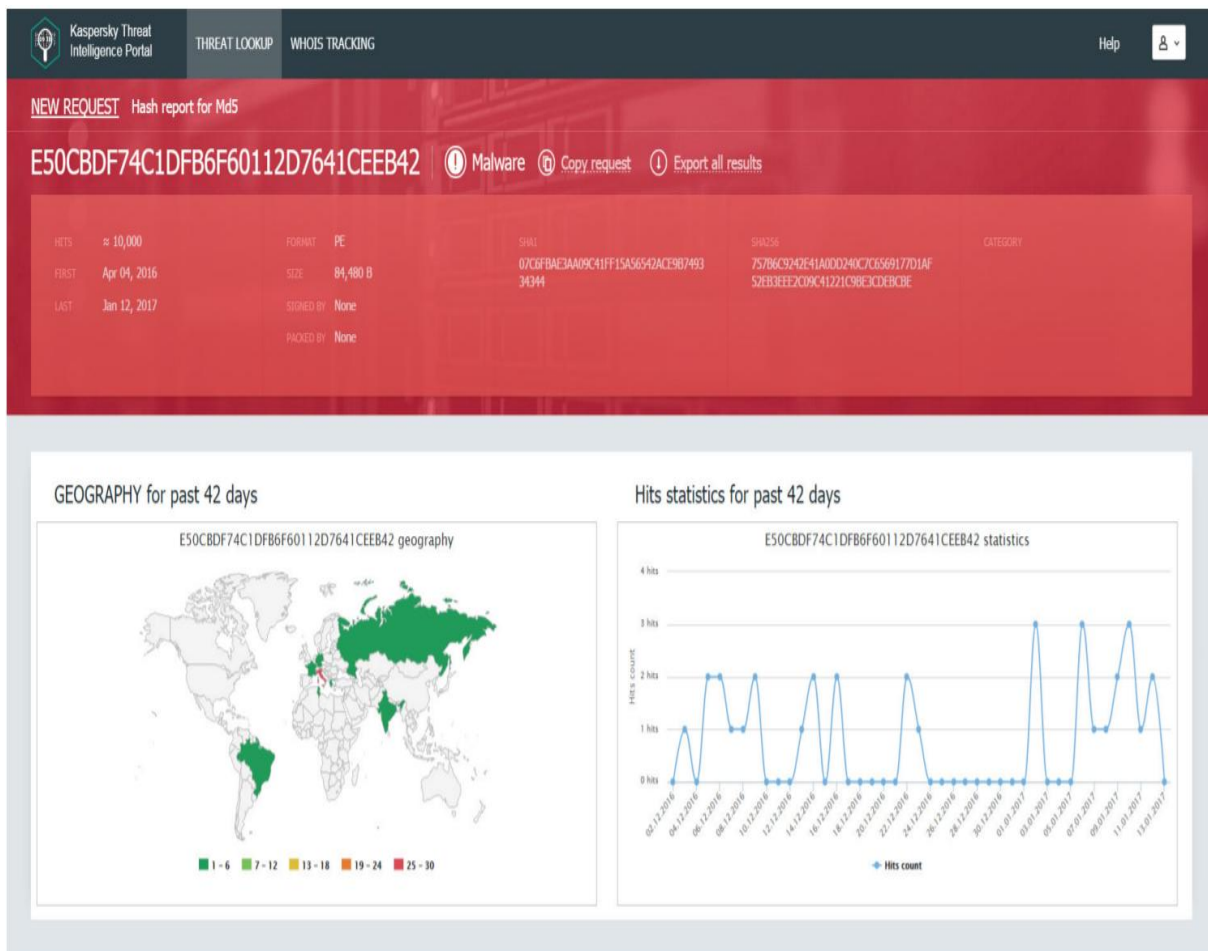 Kaspersky Threat
Intelligence Portal
THREAT LOOKUP
WHOIS TRACKING
Help
NEW REQUEST Hash report for Md5
E50CBDF74C1DFB6F60112D7641CEEB42
Malware
Copy request
Export all results
HITS ≈ 10,000
FIRST Apr 04, 2016
LAST Jan 12, 2017
FORMAT PE
SIZE 84,480 B
SIGNED BY None
PACKED BY None
SHA1
07C6FBAE3AA09C41FF15A56542ACE9B7493
34344
SHA256
757B6C9242E41A0DD240C7C6569177D1AF
52EB3EEE2C09C41221C9BE3CDEBCBE
CATEGORY
GEOGRAPHY for past 42 days
E50CBDF74C1DFB6F60112D7641CEEB42 geography
1 - 6
7 - 12
13 - 18
19 - 24
25 - 30
Hits statistics for past 42 days
E50CBDF74C1DFB6F60112D7641CEEB42 statistics
Hits count
4 hits
3 hits
2 hits
1 hits
0 hits
02.12.2016
04.12.2016
06.12.2016
08.12.2016
10.12.2016
12.12.2016
14.12.2016
16.12.2016
18.12.2016
20.12.2016
22.12.2016
24.12.2016
26.12.2016
28.12.2016
30.12.2016
01.01.2017
03.01.2017
05.01.2017
07.01.2017
09.01.2017
11.01.2017
13.01.2017
Hits count